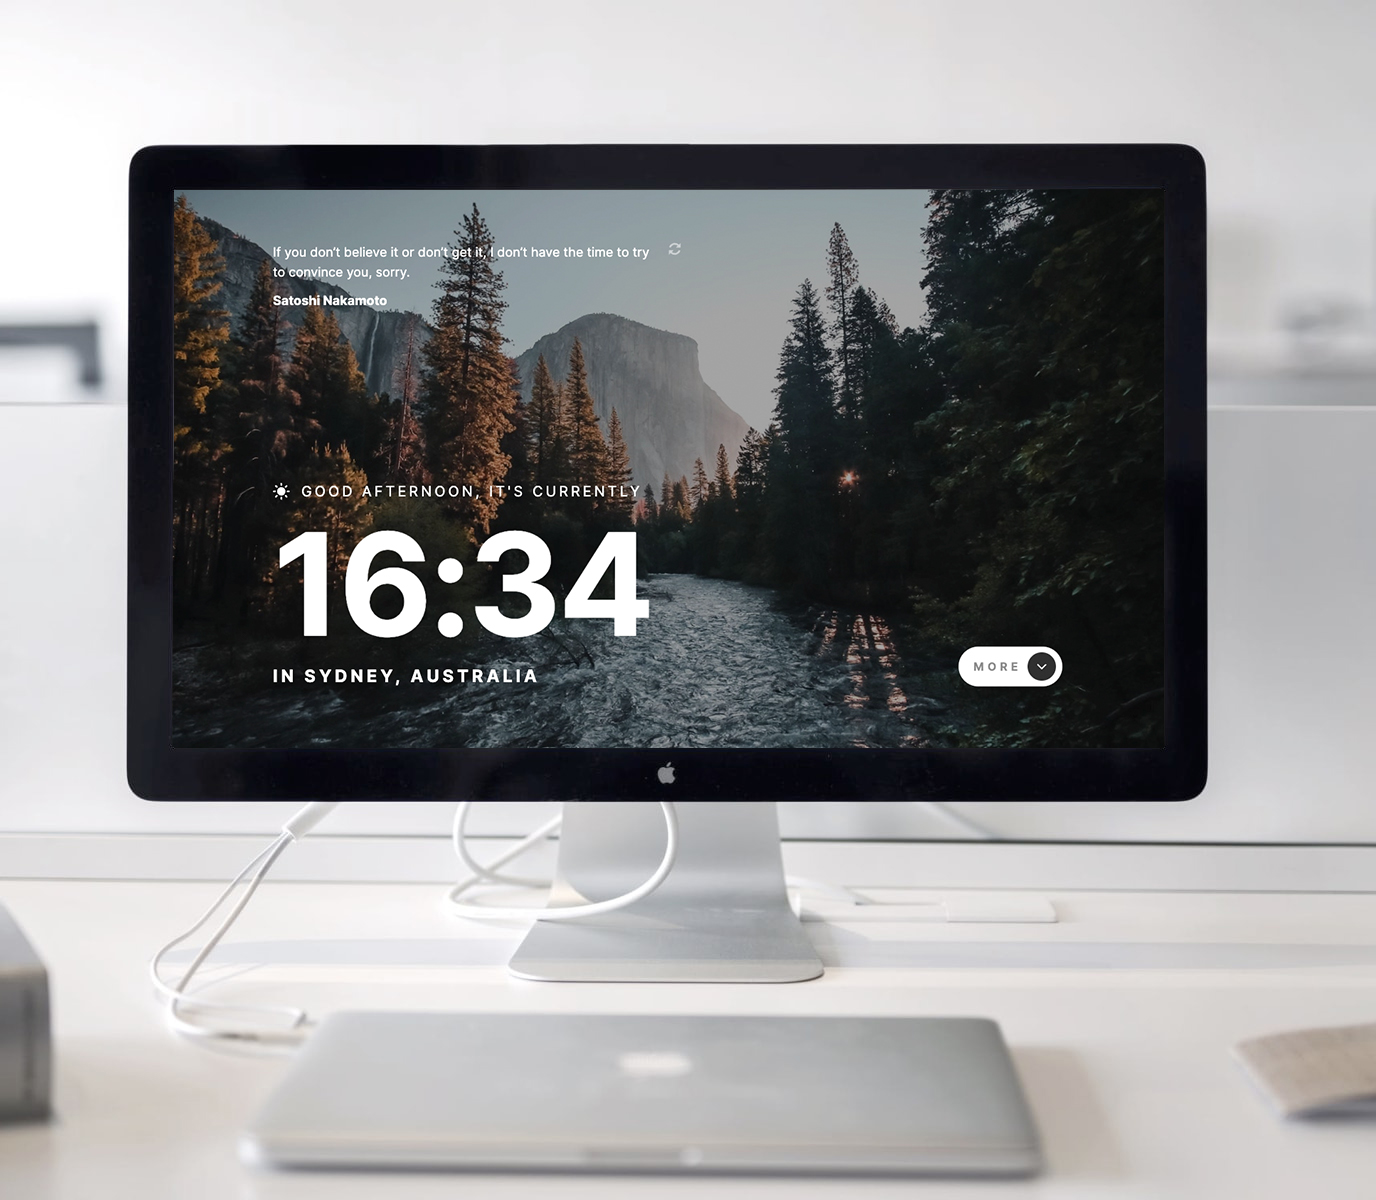 If you don’t believe it or don’t get it, I don’t have the time to try
to convince you, sorry.
Satoshi Nakamoto
GOOD AFTERNOON, IT'S CURRENTLY
16:34
IN SYDNEY, AUSTRALIA
MORE